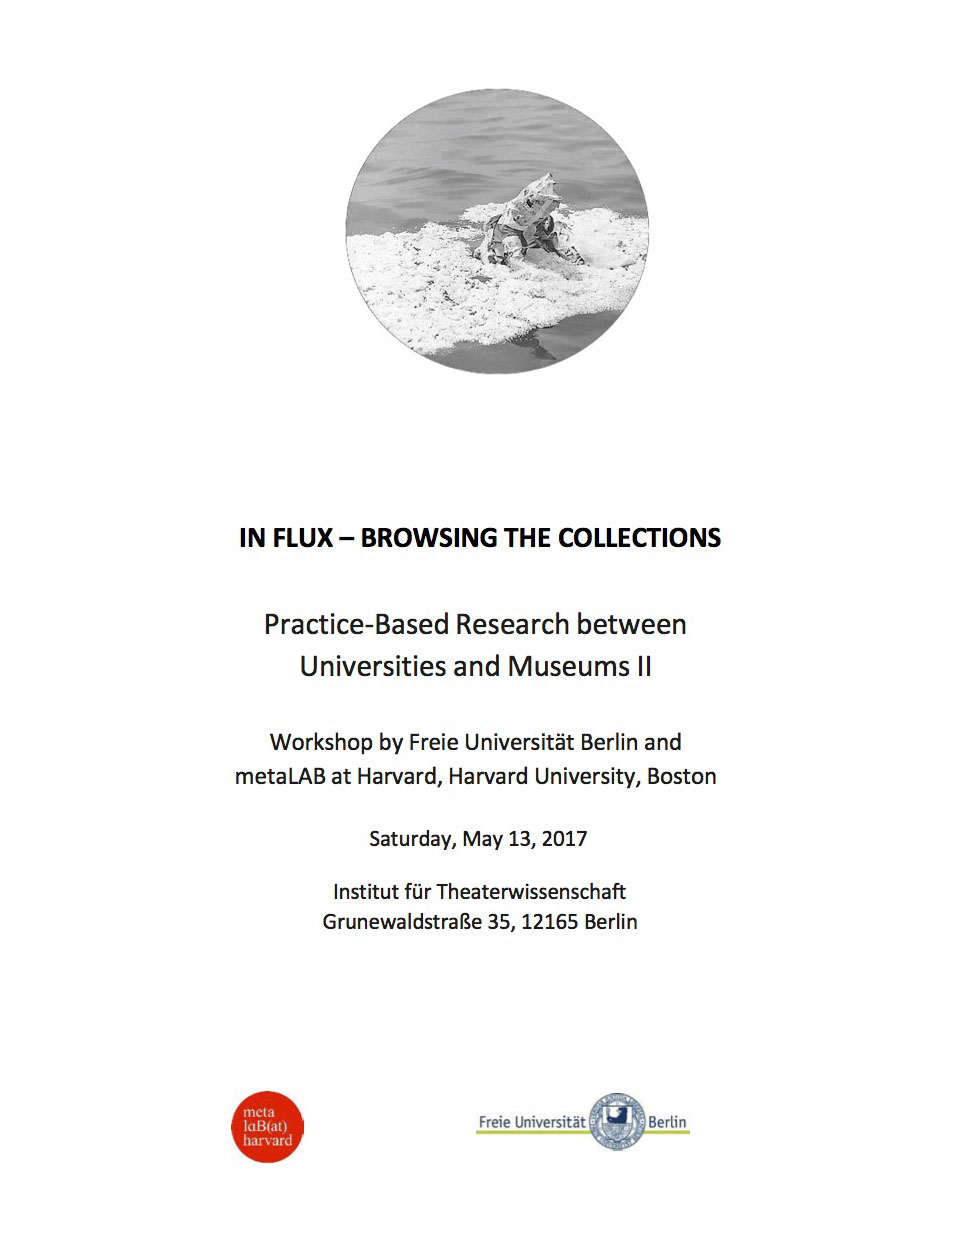 IN FLUX – BROWSING THE COLLECTIONS
Practice-Based Research between
Universities and Museums II
Workshop by Freie Universität Berlin and
metaLAB at Harvard, Harvard University, Boston
Saturday, May 13, 2017
Institut für Theaterwissenschaft
Grunewaldstraße 35, 12165 Berlin
meta
laB(at)
harvard
Freie Universität Berlin